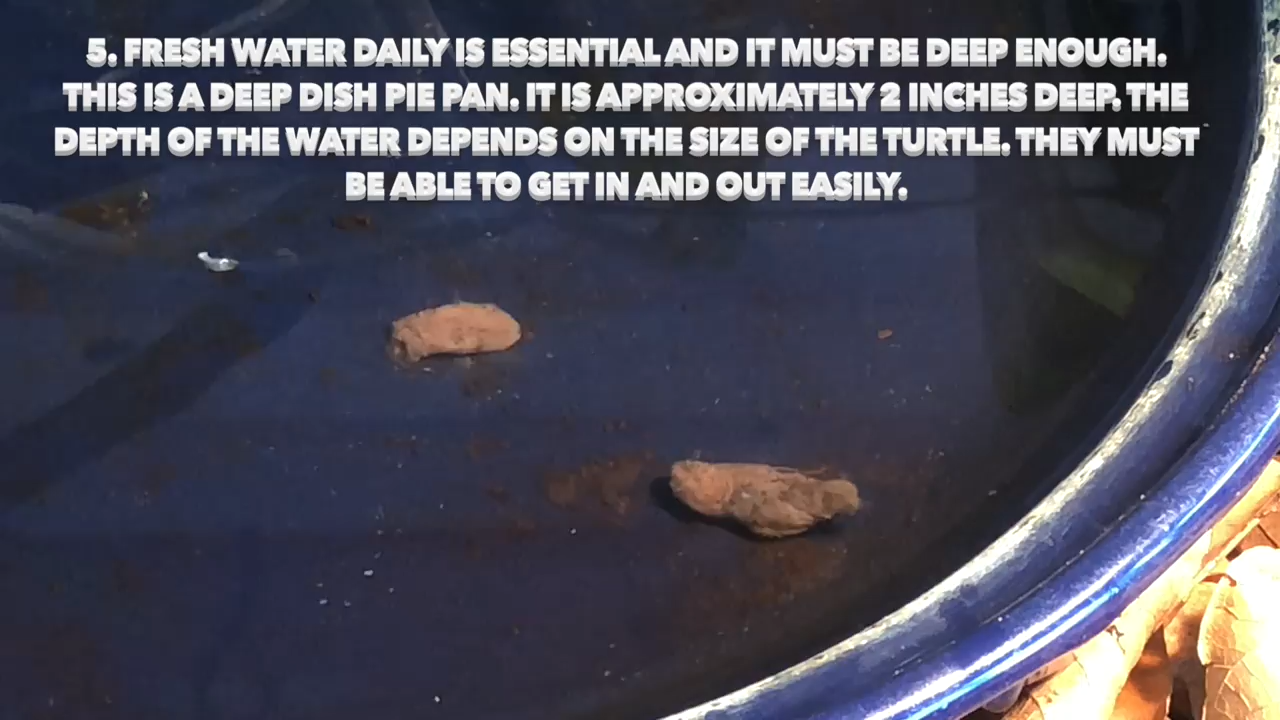 5. FRESH WATER DAILY IS ESSENTIAL AND IT MUST BE DEEP ENOUGH.
THIS IS A DEEP DISH PIE PAN. IT IS APPROXIMATELY 2 INCHES DEEP. THE
DEPTH OF THE WATER DEPENDS ON THE SIZE OF THE TURTLE. THEY MUST
BE ABLE TO GET IN AND OUT EASILY.